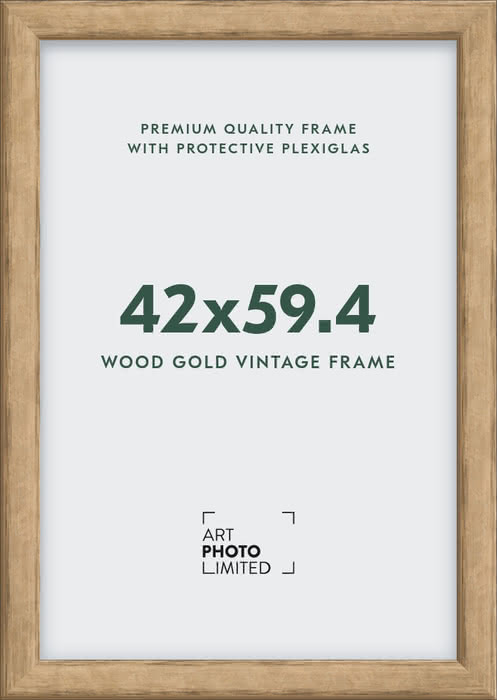 PREMIUM QUALITY FRAME
WITH PROTECTIVE PLEXIGLAS
42x59.4
WOOD GOLD VINTAGE FRAME
ART
PHOTO
LIMITED